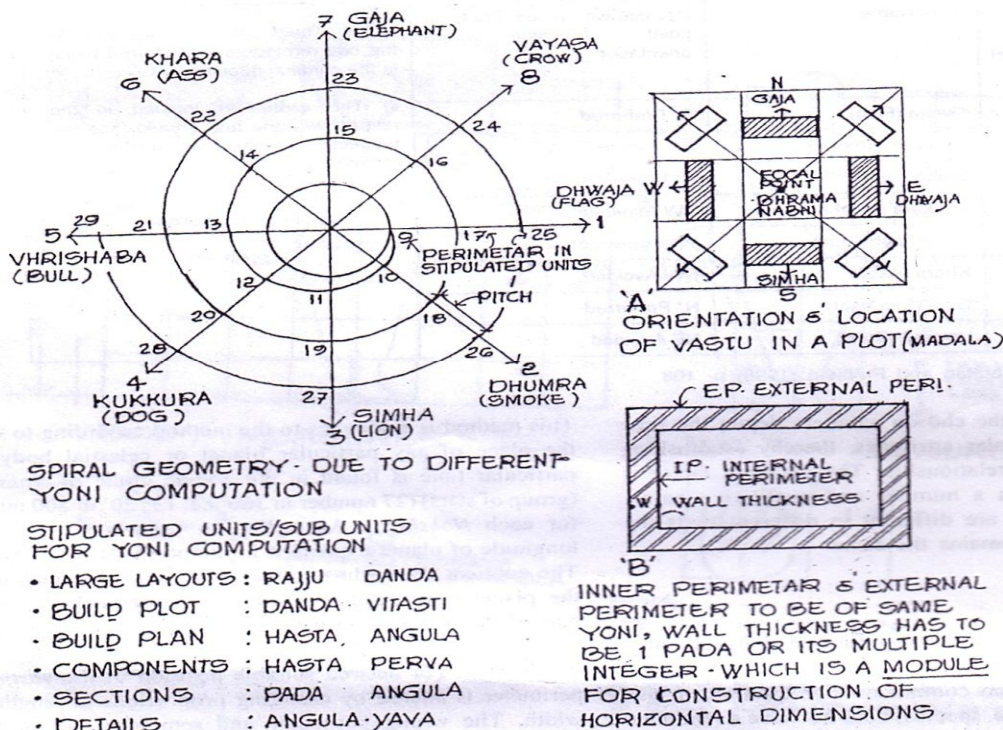 7 GAJA
(ELEPHANT)
KHARA
(ASS)
6
VAYASA
(CROW)
8
23
22
24
15
14
16
29
5
21
13
9
17
25
1
VHRISHABA
(BULL)
PERIMETAR IN
STIPULATED UNITS
12
10
11
PITCH
20
18
19
26
28
4
27
2
KUKKURA
(DOG)
SIMHA
(LION)
3
DHUMRA
(SMOKE)
SPIRAL GEOMETRY. DUE TO DIFFERENT
YONI COMPUTATION
STIPULATED UNITS/SUB UNITS
FOR YONI COMPUTATION
• LARGE LAYOUTS : RAJJU DANDA
• BUILD PLOT : DANDA VITASTI
• BUILD PLAN : HASTA, ANGULA
• COMPONENTS : HASTA PERVA
• SECTIONS : PADA ANGULA
• DETAILS : ANGULA-YAVA
N
GAJA
DHWAJA W
(FLAG)
FOCAL
POINT
DHRAMA
NABHI
E
DHWAJA
SIMHA
S
'A'
ORIENTATION & LOCATION
OF VASTU IN A PLOT (MADALA)
E.P. EXTERNAL PERI.
I.P. INTERNAL
PERIMETER
W WALL THICKNESS
'B'
INNER PERIMETAR & EXTERNAL
PERIMETER TO BE OF SAME
YONI, WALL THICKNESS HAS TO
BE 1 PADA OR ITS MULTIPLE
INTEGER. WHICH IS A MODULE
FOR CONSTRUCTION OF
HORIZONTAL DIMENSIONS